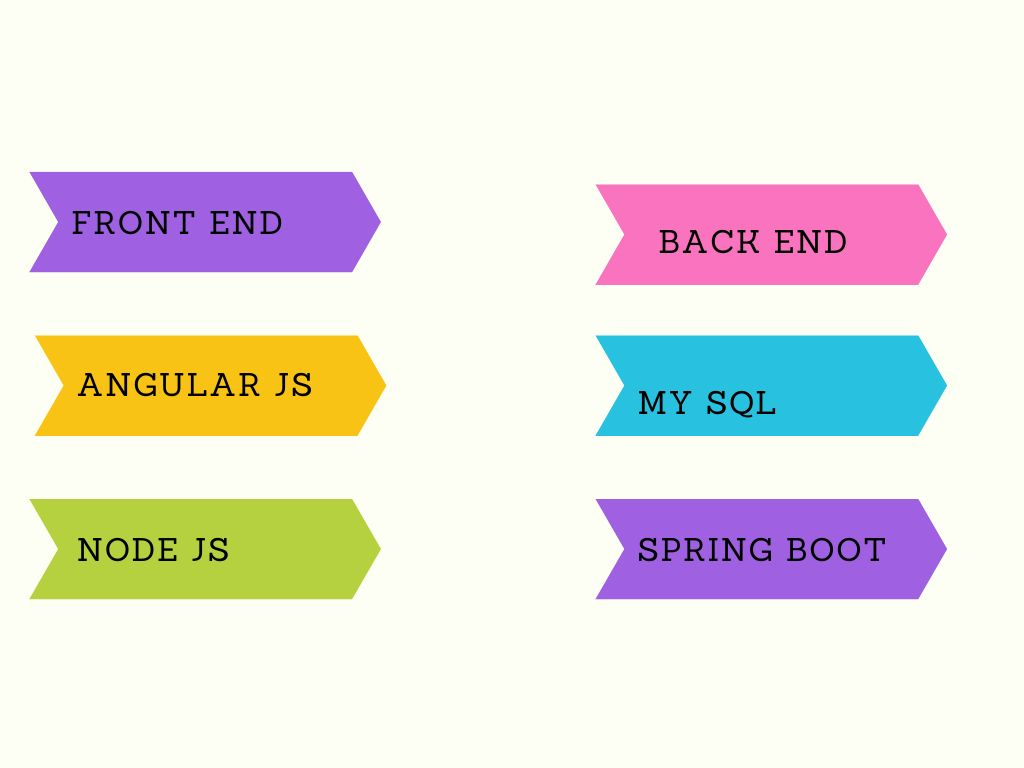 FRONT END
ANGULAR JS
NODE JS
BACK END
MY SQL
SPRING BOOT